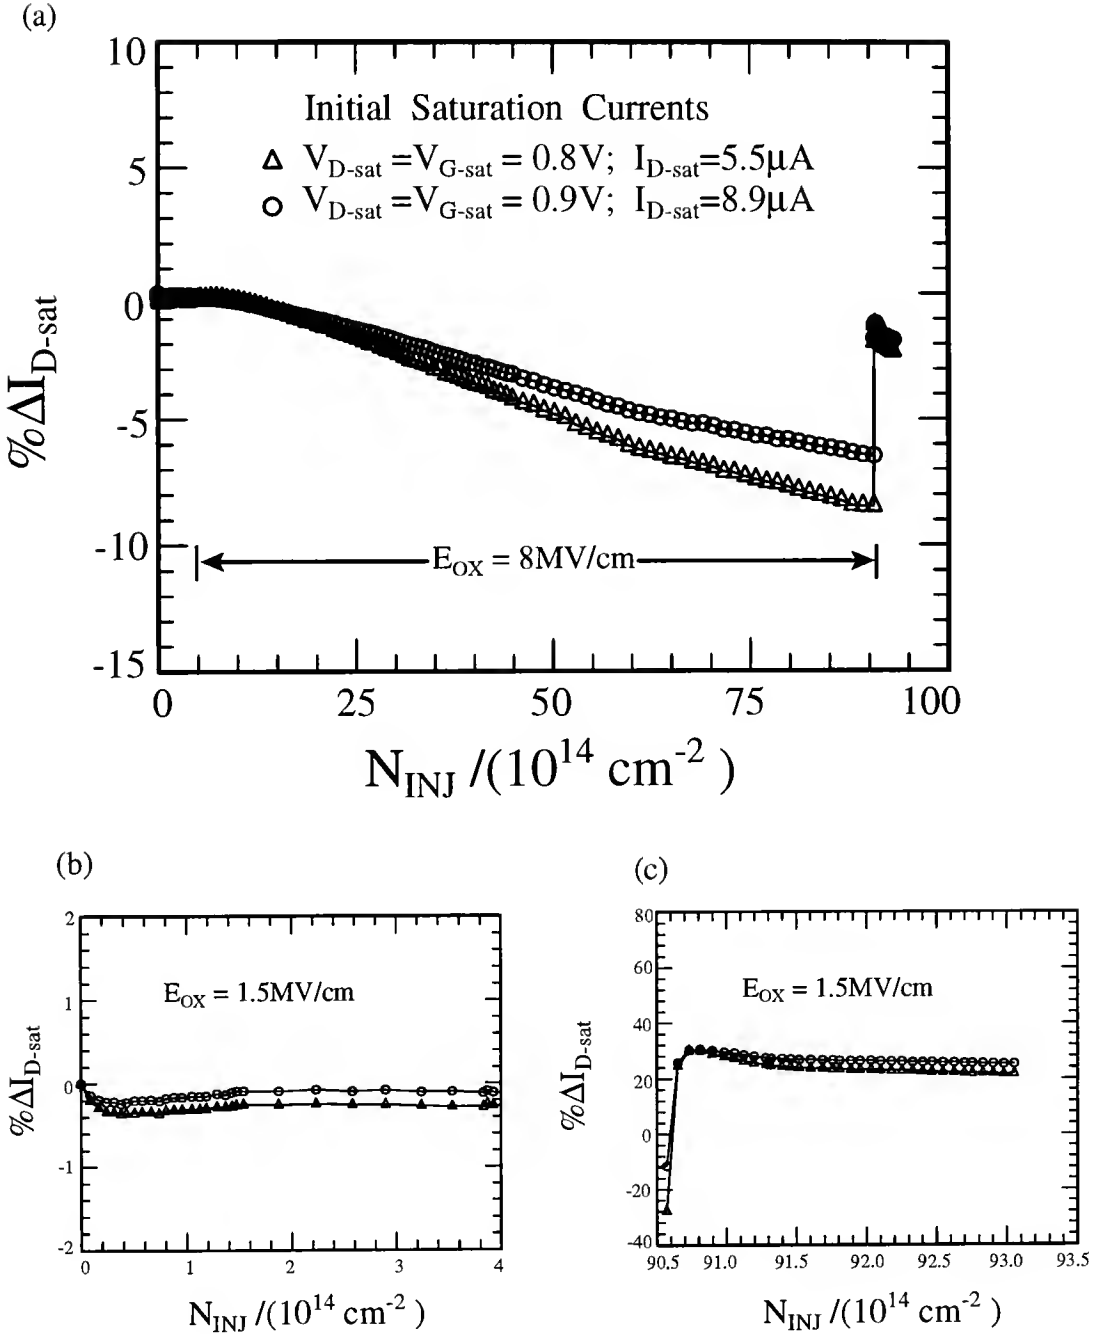 (a)
10
5
0
-5
-10
-15
%ΔI_D-sat
Initial Saturation Currents
△ V_D-sat =V_G-sat = 0.8V; I_D-sat=5.5μA
○ V_D-sat =V_G-sat = 0.9V; I_D-sat=8.9μA
E_OX = 8MV/cm
0 25 50 75 100
N_INJ /(10^14 cm^-2 )
(b)
2
1
0
-1
-2
%ΔI_D-sat
E_OX = 1.5MV/cm
0 1 2 3 4
N_INJ /(10^14 cm^-2 )
(c)
80
60
40
20
0
-20
-40
%ΔI_D-sat
E_OX = 1.5MV/cm
90.5 91.0 91.5 92.0 92.5 93.0 93.5
N_INJ /(10^14 cm^-2 )